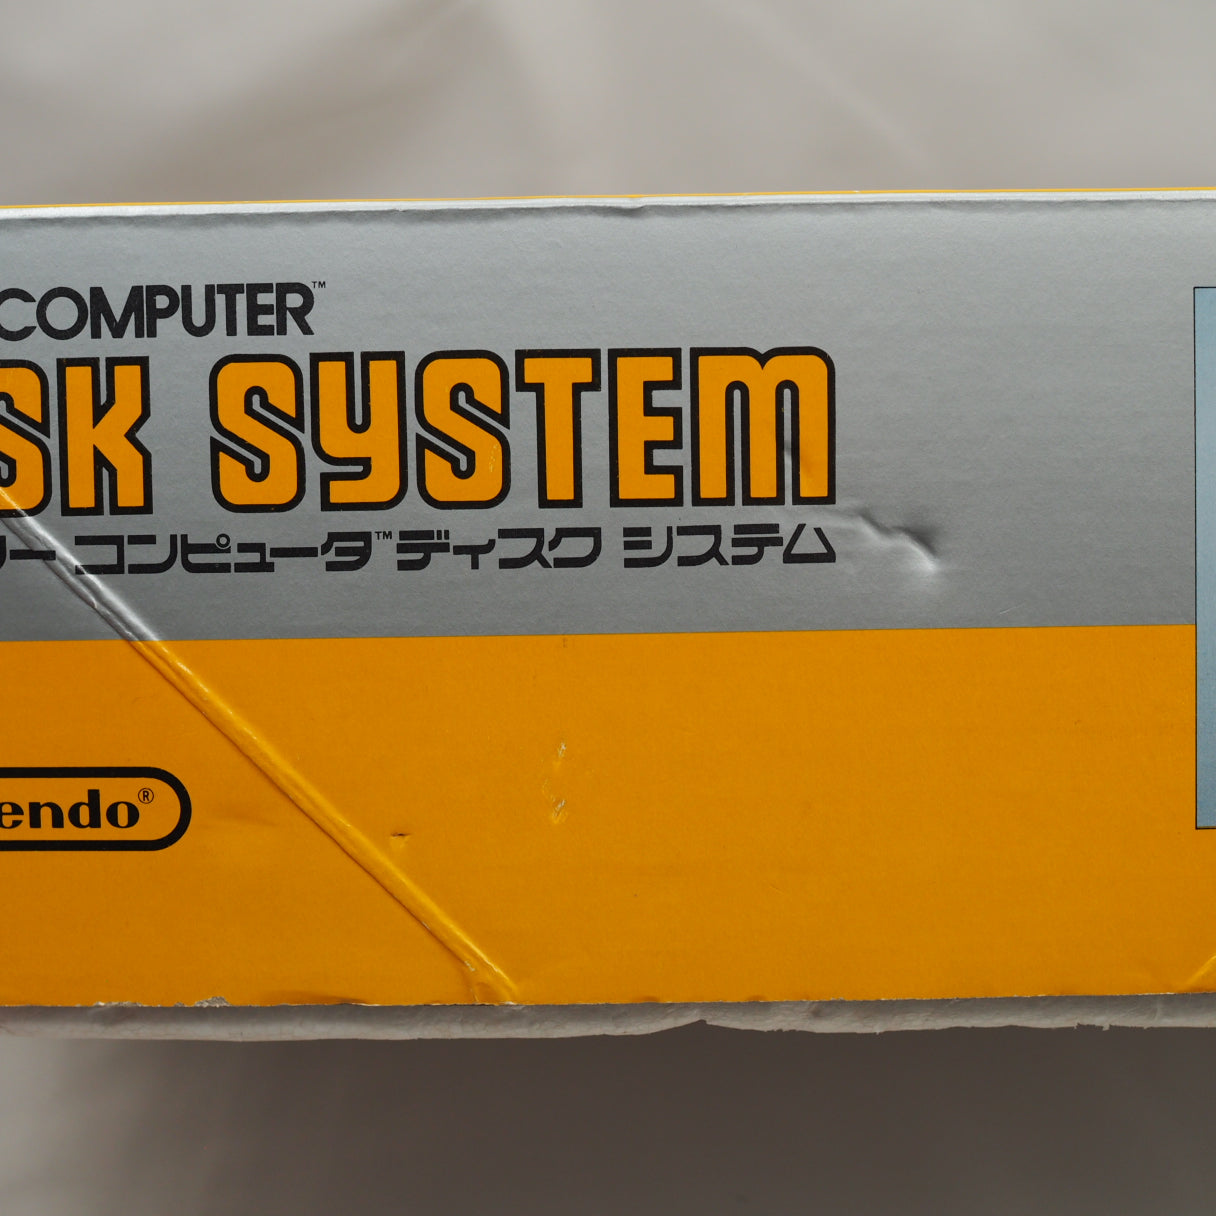 COMPUTER™
SK SYSTEM
ー コンピュータ™ ディスク システム
endo®